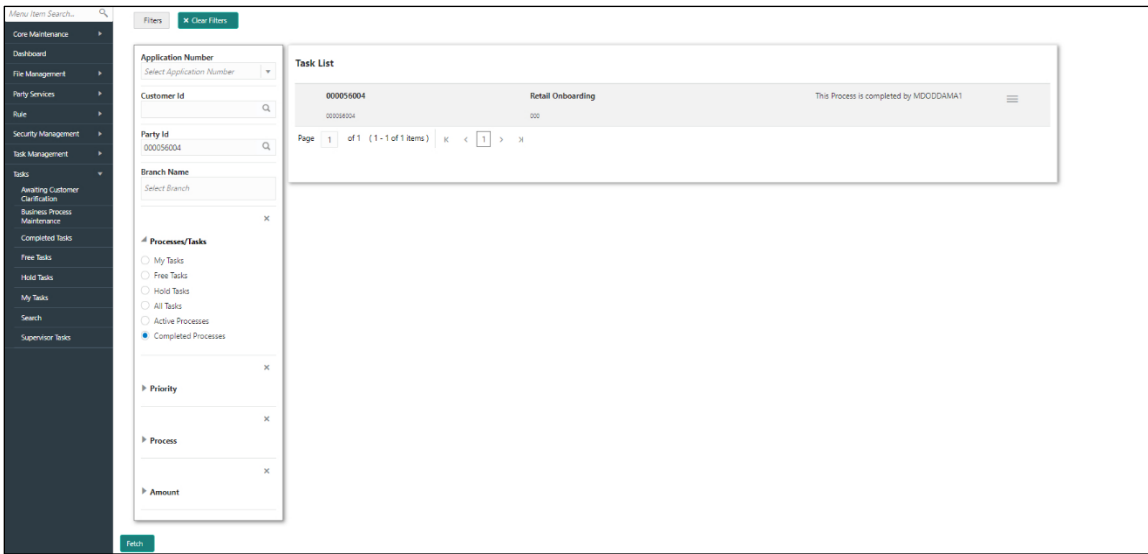 Menu Item Search...
Core Maintenance
Dashboard
File Management
Party Services
Rule
Security Management
Task Management
Tasks
Awaiting Customer
Clarification
Business Process
Maintenance
Completed Tasks
Free Tasks
Hold Tasks
My Tasks
Search
Supervisor Tasks
Filters
× Clear Filters
Application Number
Select Application Number
Customer Id
Party Id
000056004
Branch Name
Select Branch
Processes/Tasks
My Tasks
Free Tasks
Hold Tasks
All Tasks
Active Processes
Completed Processes
Priority
Process
Amount
Fetch
Task List
000056004 Retail Onboarding This Process is completed by MDODDAMA1
000056004 000
Page 1 of 1 (1 - 1 of 1 items) 1